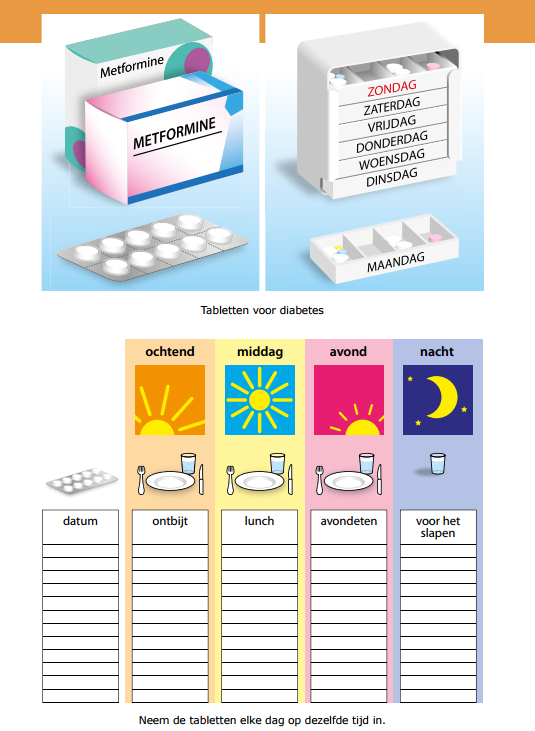 Metformine
METFORMINE
ZONDAG
ZATERDAG
VRIJDAG
DONDERDAG
WOENSDAG
DINSDAG
MAANDAG
Tabletten voor diabetes
ochtend middag avond nacht
datum ontbijt lunch avondeten voor het
slapen
Neem de tabletten elke dag op dezelfde tijd in.